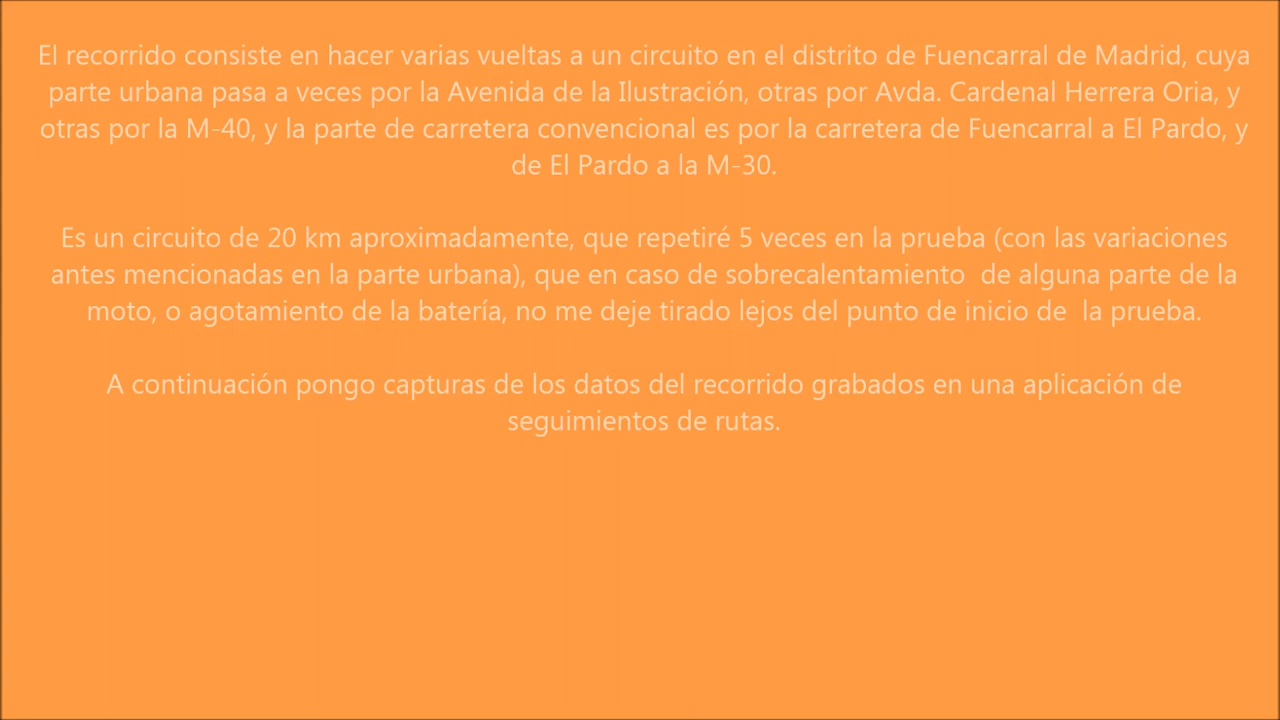 El recorrido consiste en hacer varias vueltas a un circuito en el distrito de Fuencarral de Madrid, cuya
parte urbana pasa a veces por la Avenida de la Ilustración, otras por Avda. Cardenal Herrera Oria, y
otras por la M-40, y la parte de carretera convencional es por la carretera de Fuencarral a El Pardo, y
de El Pardo a la M-30.
Es un circuito de 20 km aproximadamente, que repetiré 5 veces en la prueba (con las variaciones
antes mencionadas en la parte urbana), que en caso de sobrecalentamiento  de alguna parte de la
moto, o agotamiento de la batería, no me deje tirado lejos del punto de inicio de  la prueba.
A continuación pongo capturas de los datos del recorrido grabados en una aplicación de
seguimientos de rutas.